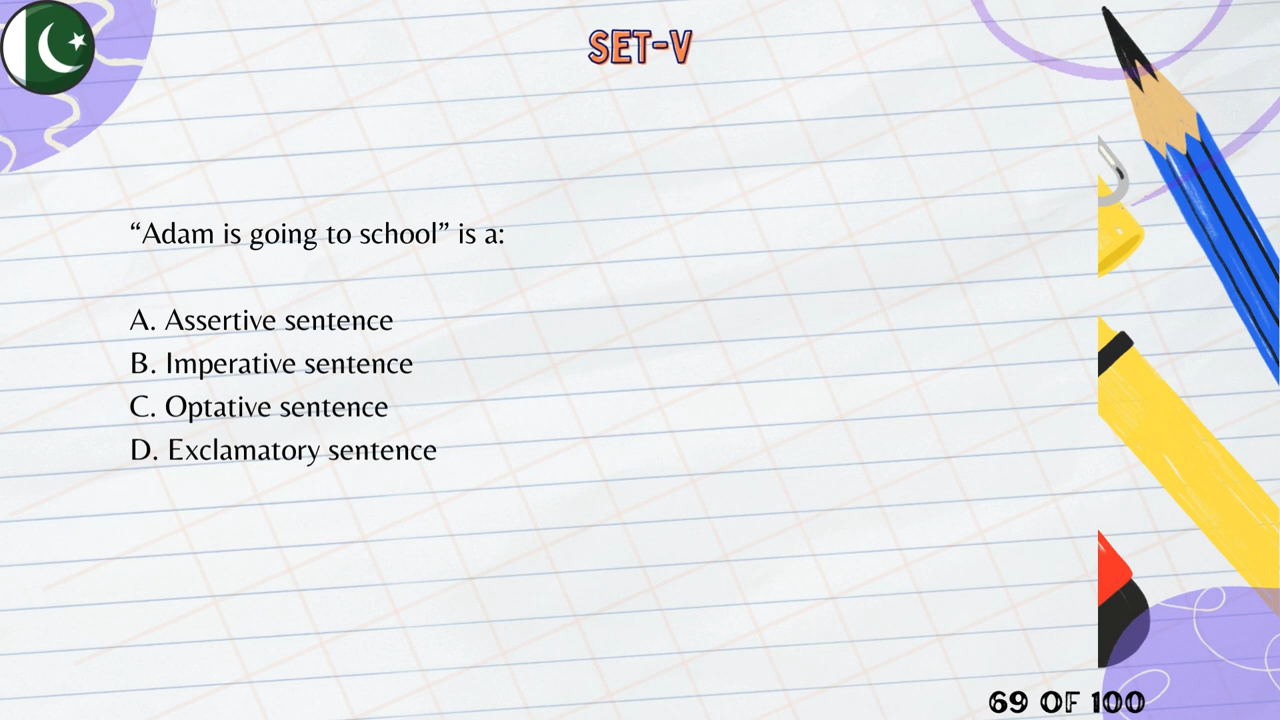 SET-V
“Adam is going to school” is a:
A. Assertive sentence
B. Imperative sentence
C. Optative sentence
D. Exclamatory sentence
69 OF 100